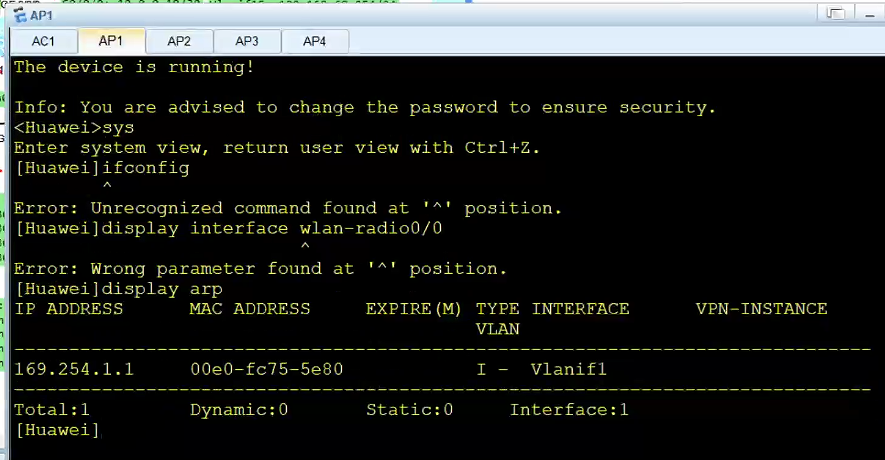 AP1
AC1 AP1 AP2 AP3 AP4
The device is running!
Info: You are advised to change the password to ensure security.
<Huawei>sys
Enter system view, return user view with Ctrl+Z.
[Huawei]ifconfig
^
Error: Unrecognized command found at '^' position.
[Huawei]display interface wlan-radio0/0
^
Error: Wrong parameter found at '^' position.
[Huawei]display arp
IP ADDRESS MAC ADDRESS EXPIRE(M) TYPE INTERFACE VPN-INSTANCE
VLAN
------------------------------------------------------------------------------
169.254.1.1 00e0-fc75-5e80 I - Vlanif1
------------------------------------------------------------------------------
Total:1 Dynamic:0 Static:0 Interface:1
[Huawei]